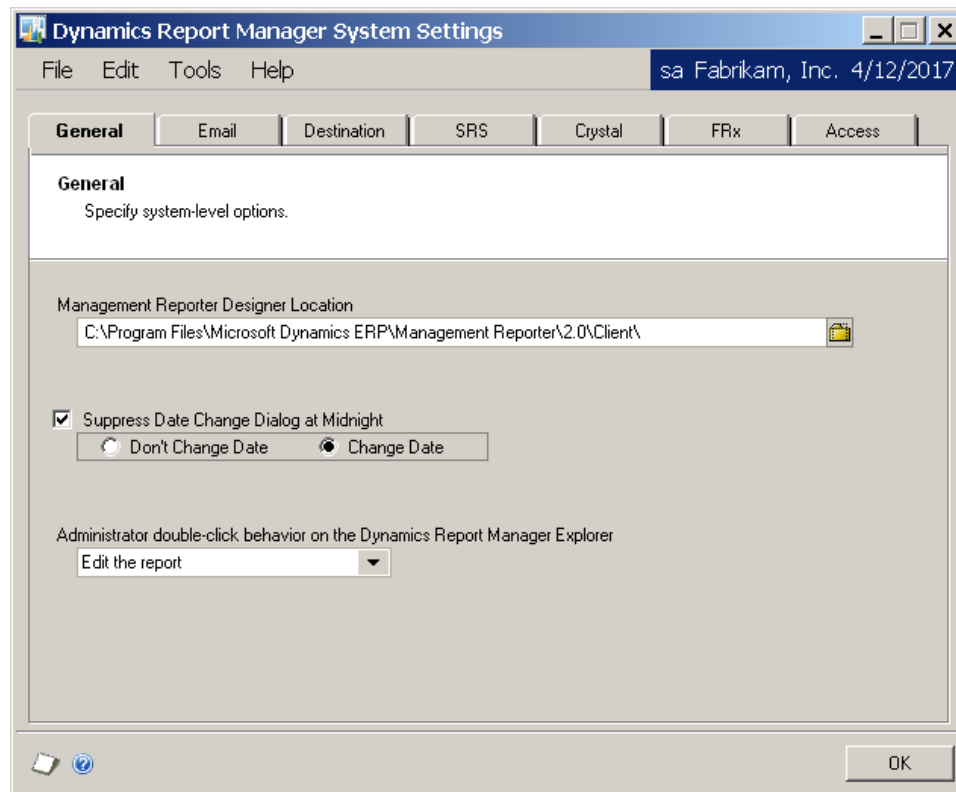 Dynamics Report Manager System Settings
File Edit Tools Help sa Fabrikam, Inc. 4/12/2017
General Email Destination SRS Crystal FRx Access
General
Specify system-level options.
Management Reporter Designer Location
C:\Program Files\Microsoft Dynamics ERP\Management Reporter\2.0\Client\
Suppress Date Change Dialog at Midnight
Don't Change Date Change Date
Administrator double-click behavior on the Dynamics Report Manager Explorer
Edit the report
OK